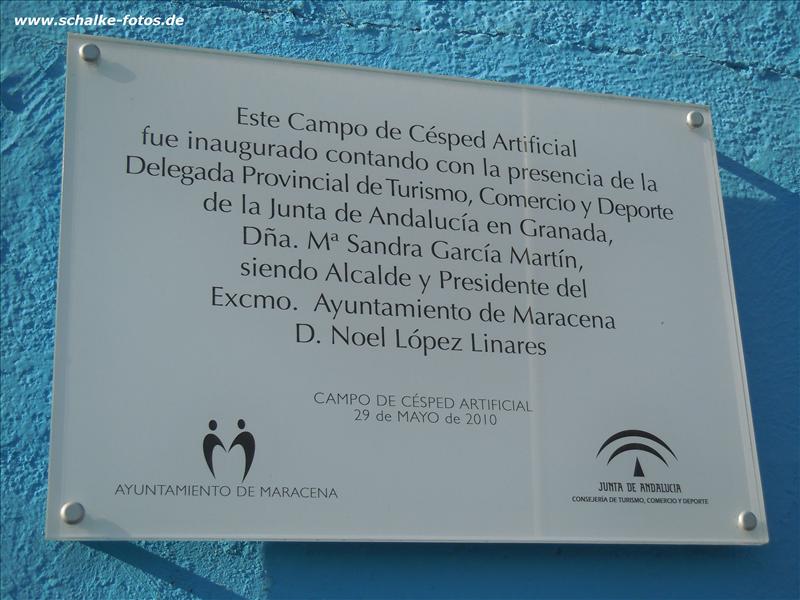 www.schalke-fotos.de
Este Campo de Césped Artificial
fue inaugurado contando con la presencia de la
Delegada Provincial de Turismo, Comercio y Deporte
de la Junta de Andalucía en Granada,
Dña. Mª Sandra García Martín,
siendo Alcalde y Presidente del
Excmo. Ayuntamiento de Maracena
D. Noel López Linares
CAMPO DE CÉSPED ARTIFICIAL
29 de MAYO de 2010
AYUNTAMIENTO DE MARACENA
JUNTA DE ANDALUCIA
CONSEJERÍA DE TURISMO, COMERCIO Y DEPORTE